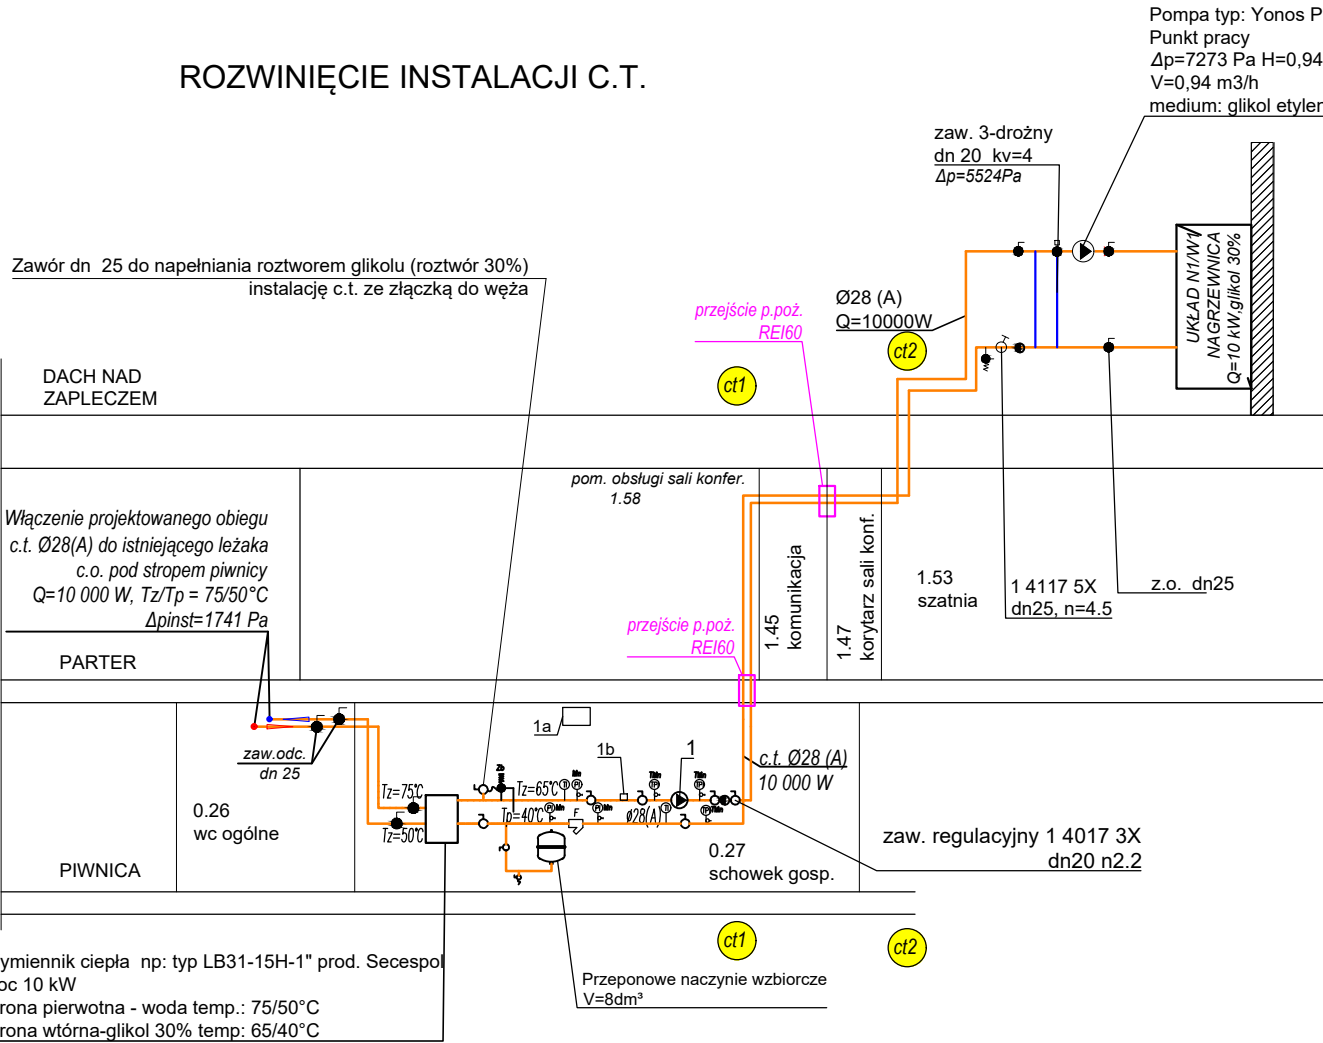 ROZWINIĘCIE INSTALACJI C.T.
Pompa typ: Yonos P
Punkt pracy
Δp=7273 Pa H=0,94
V=0,94 m3/h
medium: glikol etylen
zaw. 3-drożny
dn 20 kv=4
Δp=5524Pa
Zawór dn 25 do napełniania roztworem glikolu (roztwór 30%)
instalację c.t. ze złączką do węża
przejście p.poż.
REI60
Ø28 (A)
Q=10000W
ct2
ct1
UKŁAD N1/W1
NAGRZEWNICA
Q=10 kW,glikol 30%
DACH NAD
ZAPLECZEM
pom. obsługi sali konfer.
1.58
Włączenie projektowanego obiegu
c.t. Ø28(A) do istniejącego leżaka
c.o. pod stropem piwnicy
Q=10 000 W, Tz/Tp = 75/50°C
Δpinst=1741 Pa
1.45
komunikacja
1.47
korytarz sali konf.
1.53
szatnia
1 4117 5X
dn25, n=4.5
z.o. dn25
przejście p.poż.
REI60
PARTER
zaw.odc.
dn 25
1a
1b
1
c.t. Ø28 (A)
10 000 W
Tz=75°C
Tz=65°C
Tp=40°C
Ø28(A)
F
Tz=50°C
0.26
wc ogólne
0.27
schowek gosp.
zaw. regulacyjny 1 4017 3X
dn20 n2.2
PIWNICA
ct1
ct2
ymiennik ciepła np: typ LB31-15H-1" prod. Secespol
oc 10 kW
rona pierwotna - woda temp.: 75/50°C
rona wtórna-glikol 30% temp: 65/40°C
Przeponowe naczynie wzbiorcze
V=8dm³